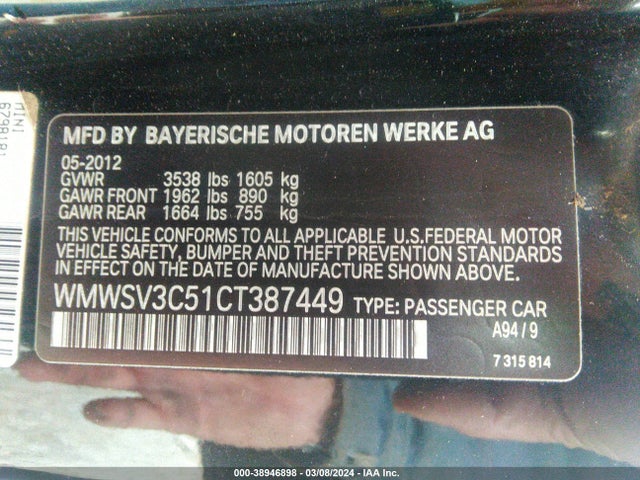 MINI
6798181
MFD BY BAYERISCHE MOTOREN WERKE AG
05-2012
GVWR 3538 lbs 1605 kg
GAWR FRONT 1962 lbs 890 kg
GAWR REAR 1664 lbs 755 kg
THIS VEHICLE CONFORMS TO ALL APPLICABLE U.S.FEDERAL MOTOR
VEHICLE SAFETY, BUMPER AND THEFT PREVENTION STANDARDS
IN EFFECT ON THE DATE OF MANUFACTURE SHOWN ABOVE.
WMWSV3C51CT387449 TYPE: PASSENGER CAR
A94 / 9
7 315 814
000-38946898 - 03/08/2024 - IAA Inc.